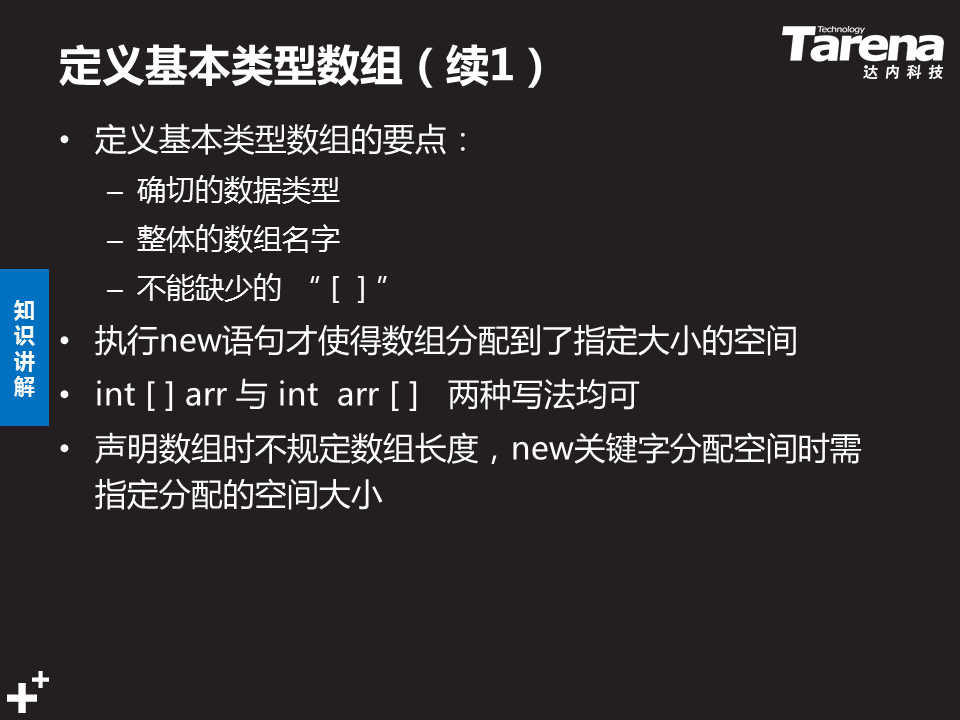 定义基本类型数组（续1）
Technology
Tarena
达内科技
• 定义基本类型数组的要点：
– 确切的数据类型
– 整体的数组名字
– 不能缺少的 “ [ ] ”
知识讲解
• 执行new语句才使得数组分配到了指定大小的空间
• int [ ] arr 与 int arr [ ] 两种写法均可
• 声明数组时不规定数组长度，new关键字分配空间时需
指定分配的空间大小